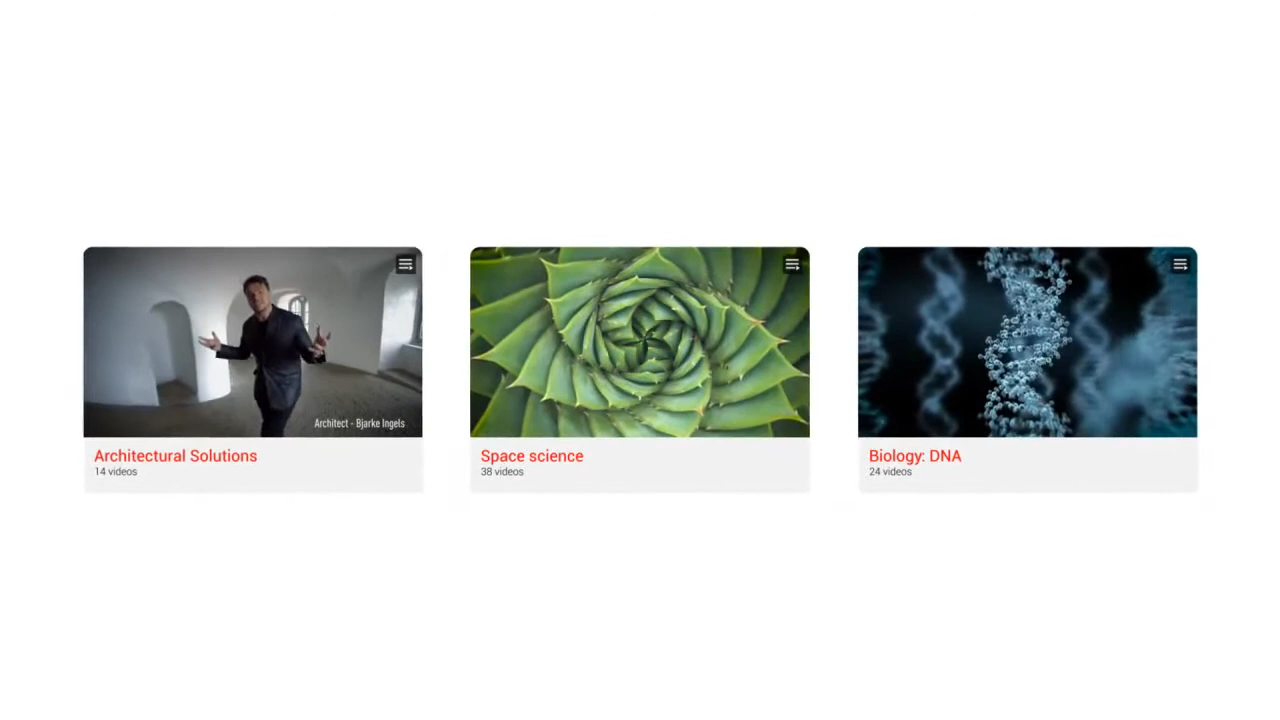 Architect - Bjarke Ingels
Architectural Solutions
14 videos
Space science
38 videos
Biology: DNA
24 videos